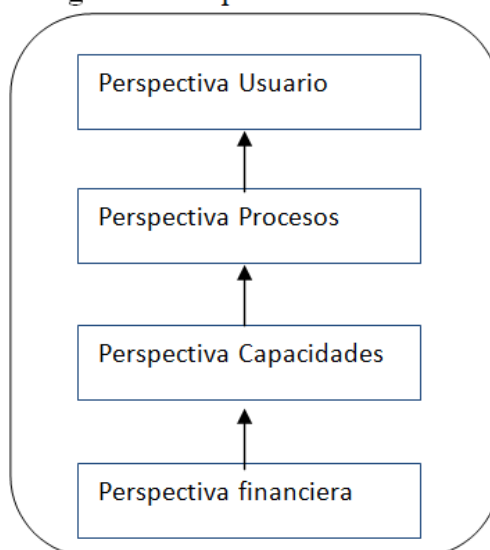 Perspectiva Usuario
Perspectiva Procesos
Perspectiva Capacidades
Perspectiva financiera